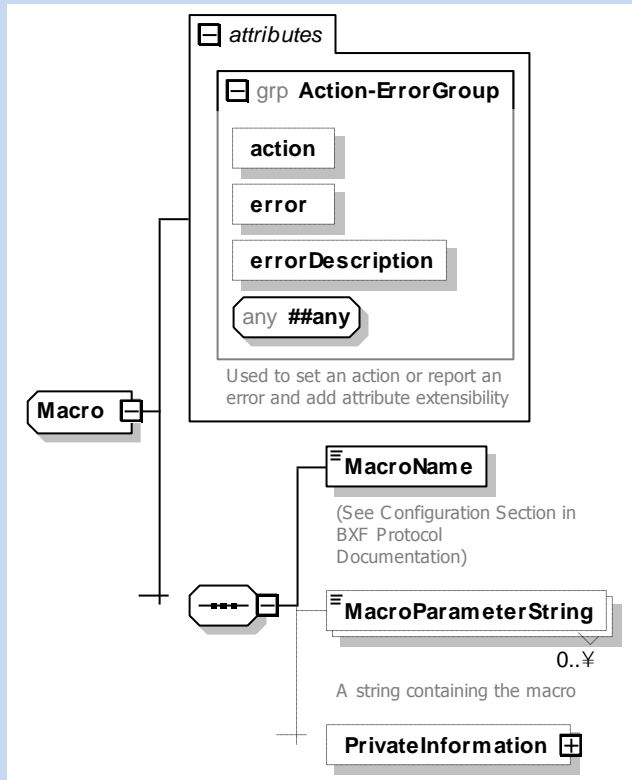 attributes
grp Action-ErrorGroup
action
error
errorDescription
any ##any
Used to set an action or report an
error and add attribute extensibility
Macro
MacroName
(See Configuration Section in
BXF Protocol
Documentation)
MacroParameterString
0..¥
A string containing the macro
PrivateInformation